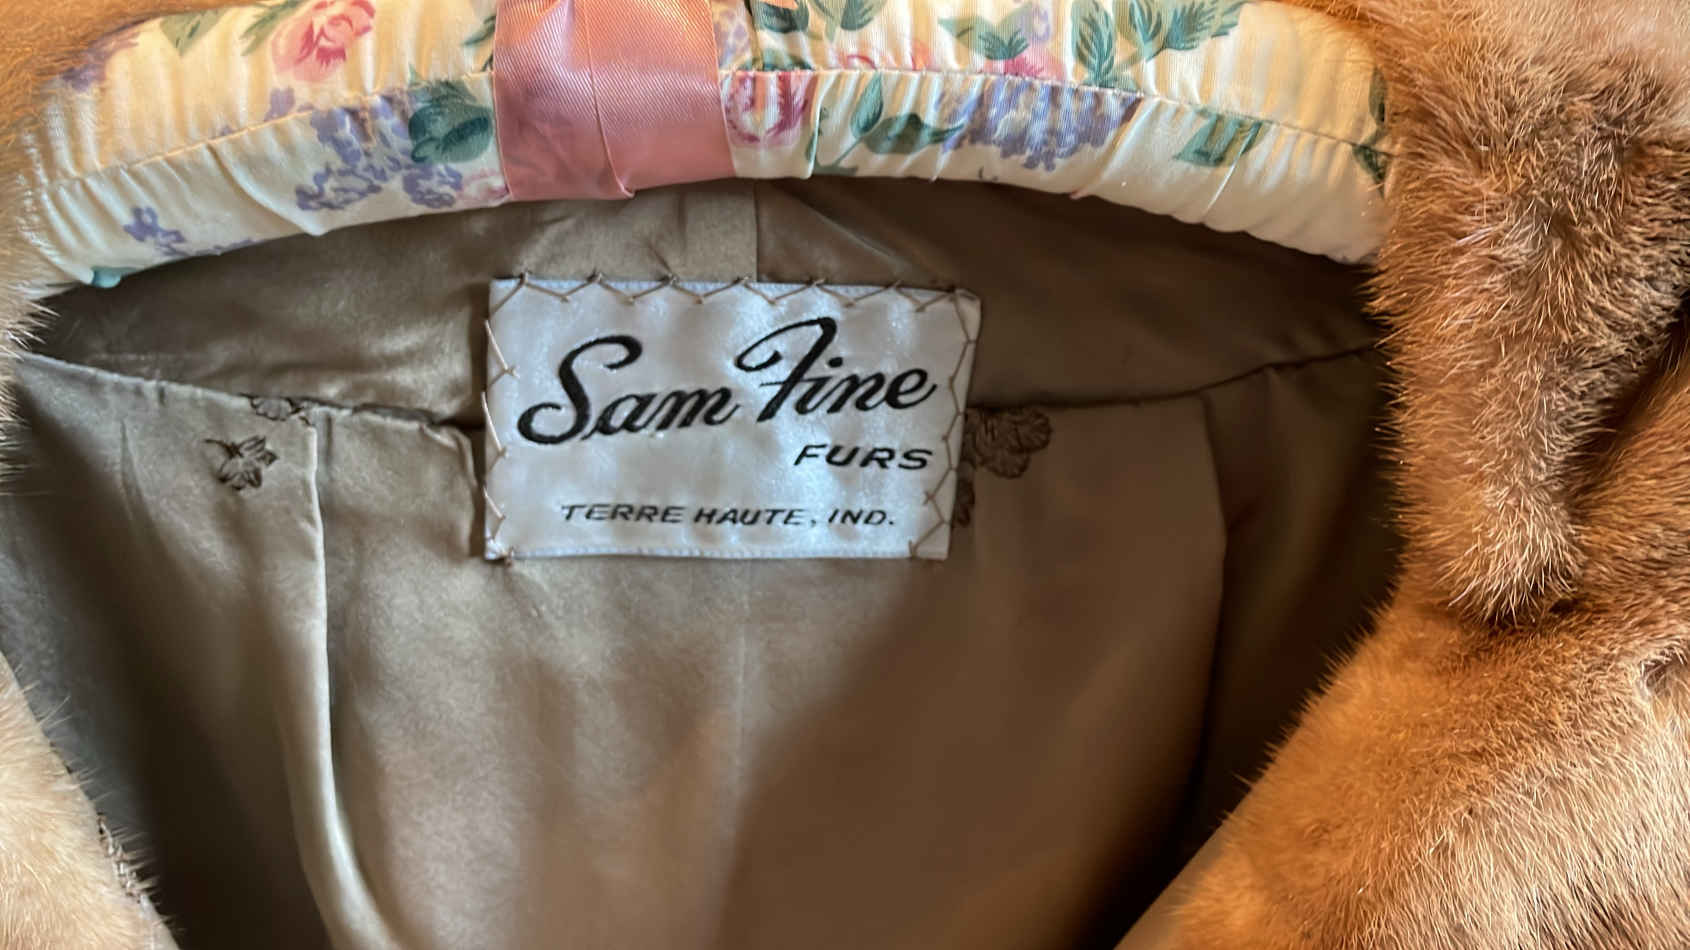 Sam Fine
FURS
TERRE HAUTE, IND.